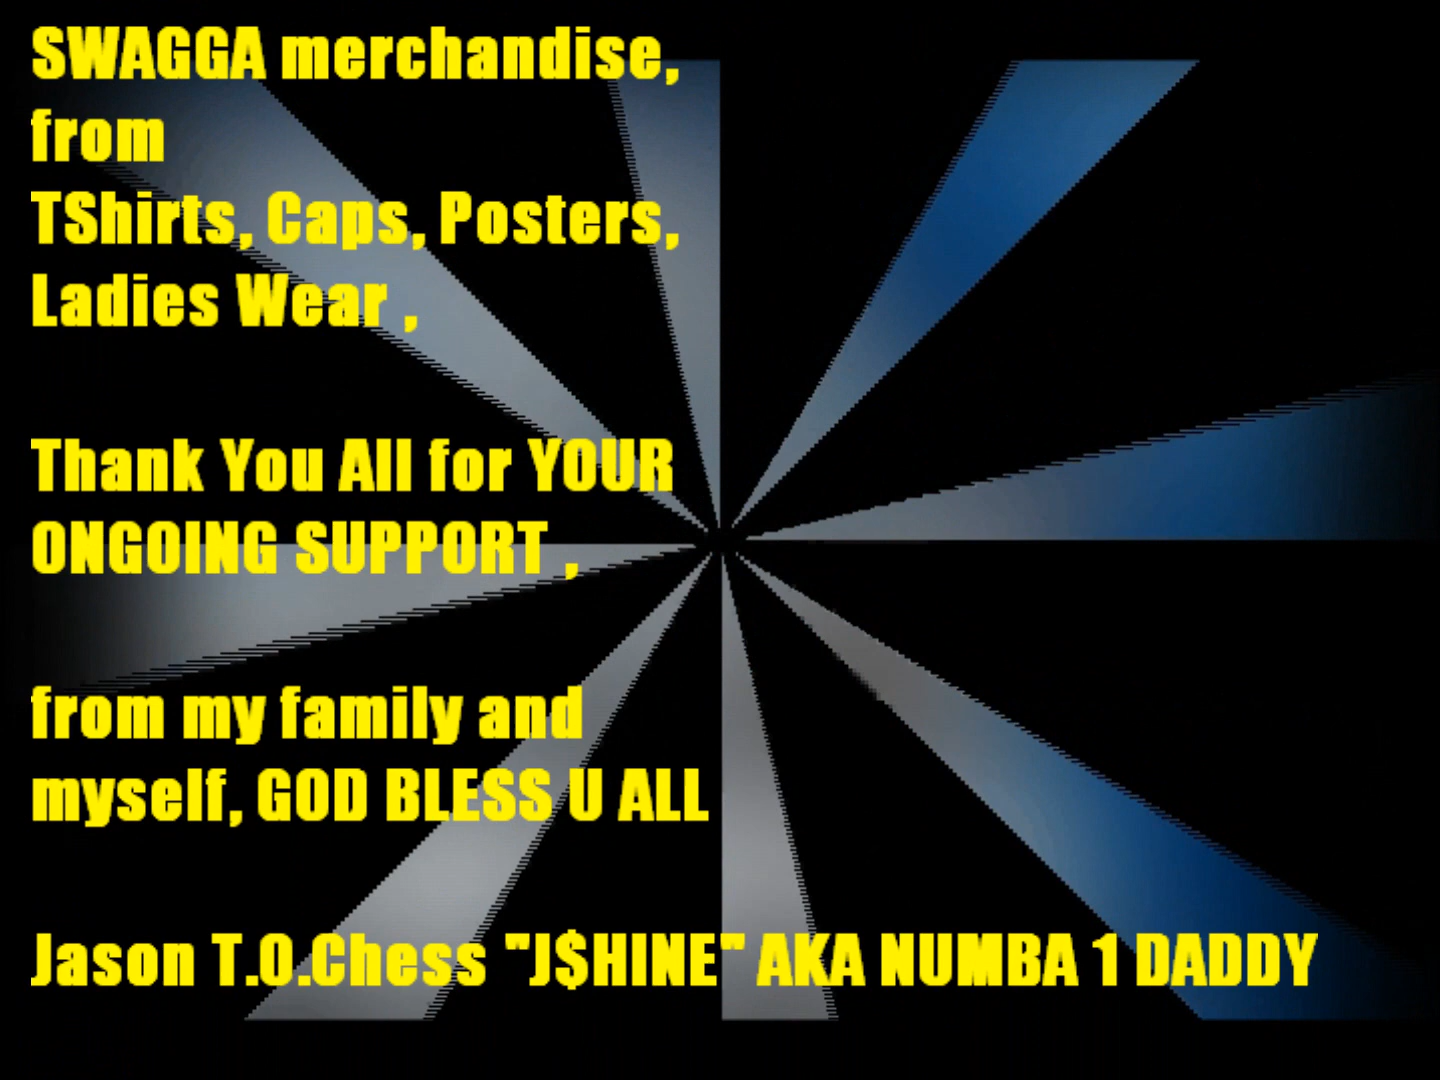 SWAGGA merchandise,
from
TShirts, Caps, Posters,
Ladies Wear ,
Thank You All for YOUR
ONGOING SUPPORT ,
from my family and
myself, GOD BLESS U ALL
Jason T.O.Chess "J$HINE" AKA NUMBA 1 DADDY